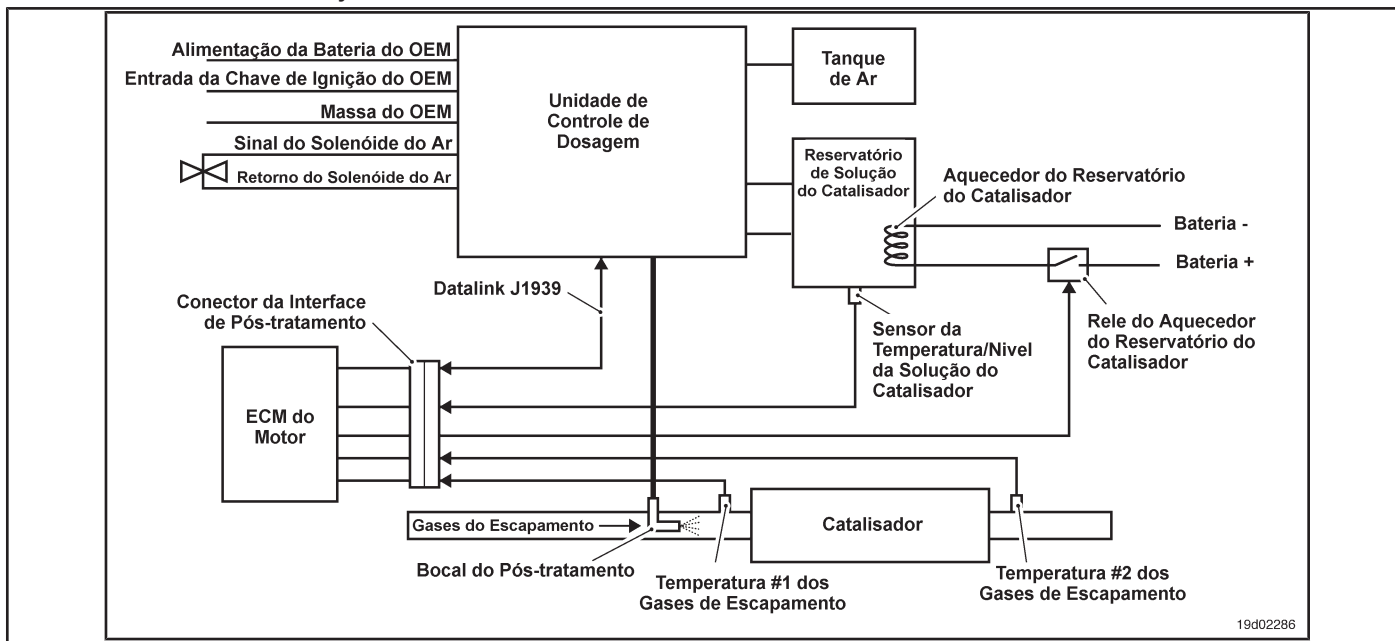 Alimentação da Bateria do OEM
Entrada da Chave de Ignição do OEM
Massa do OEM
Sinal do Solenóide do Ar
Retorno do Solenóide do Ar
Unidade de
Controle de
Dosagem
Tanque
de Ar
Reservatório
de Solução
do Catalisador
Aquecedor do Reservatório
do Catalisador
Bateria -
Bateria +
Datalink J1939
Conector da Interface
de Pós-tratamento
Sensor da
Temperatura/Nivel
da Solução do
Catalisador
Rele do Aquecedor
do Reservatório do
Catalisador
ECM do
Motor
Gases do Escapamento
Catalisador
Bocal do Pós-tratamento
Temperatura #1 dos
Gases de Escapamento
Temperatura #2 dos
Gases de Escapamento
19d02286